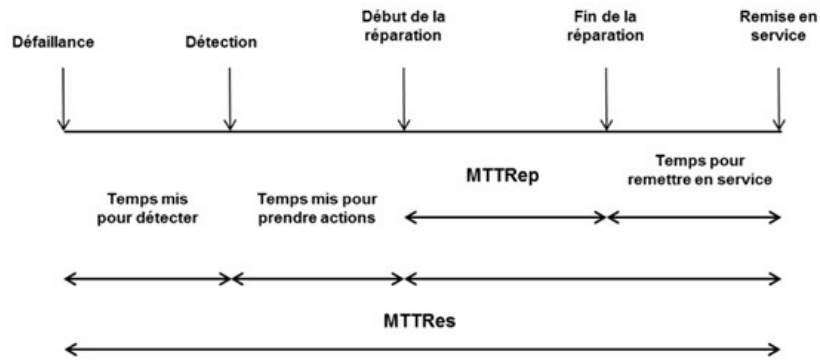 Défaillance
Détection
Début de la
réparation
Fin de la
réparation
Remise en
service
Temps mis
pour détecter
Temps mis pour
prendre actions
MTTRep
Temps pour
remettre en service
MTTRes